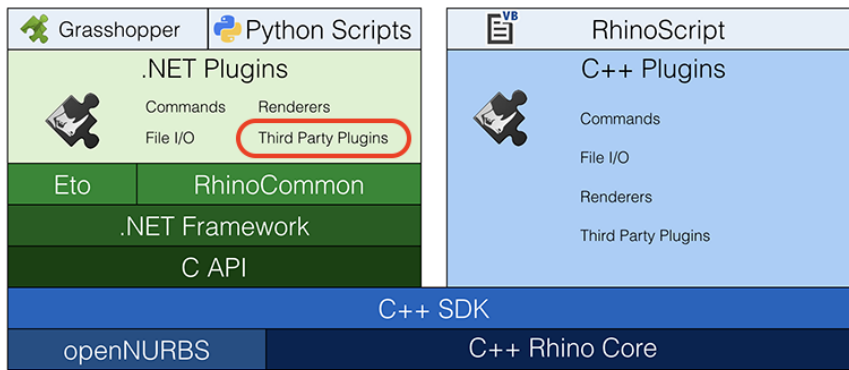 Grasshopper
Python Scripts
.NET Plugins
Commands Renderers
File I/O Third Party Plugins
Eto RhinoCommon
.NET Framework
C API
VB
RhinoScript
C++ Plugins
Commands
File I/O
Renderers
Third Party Plugins
C++ SDK
openNURBS C++ Rhino Core